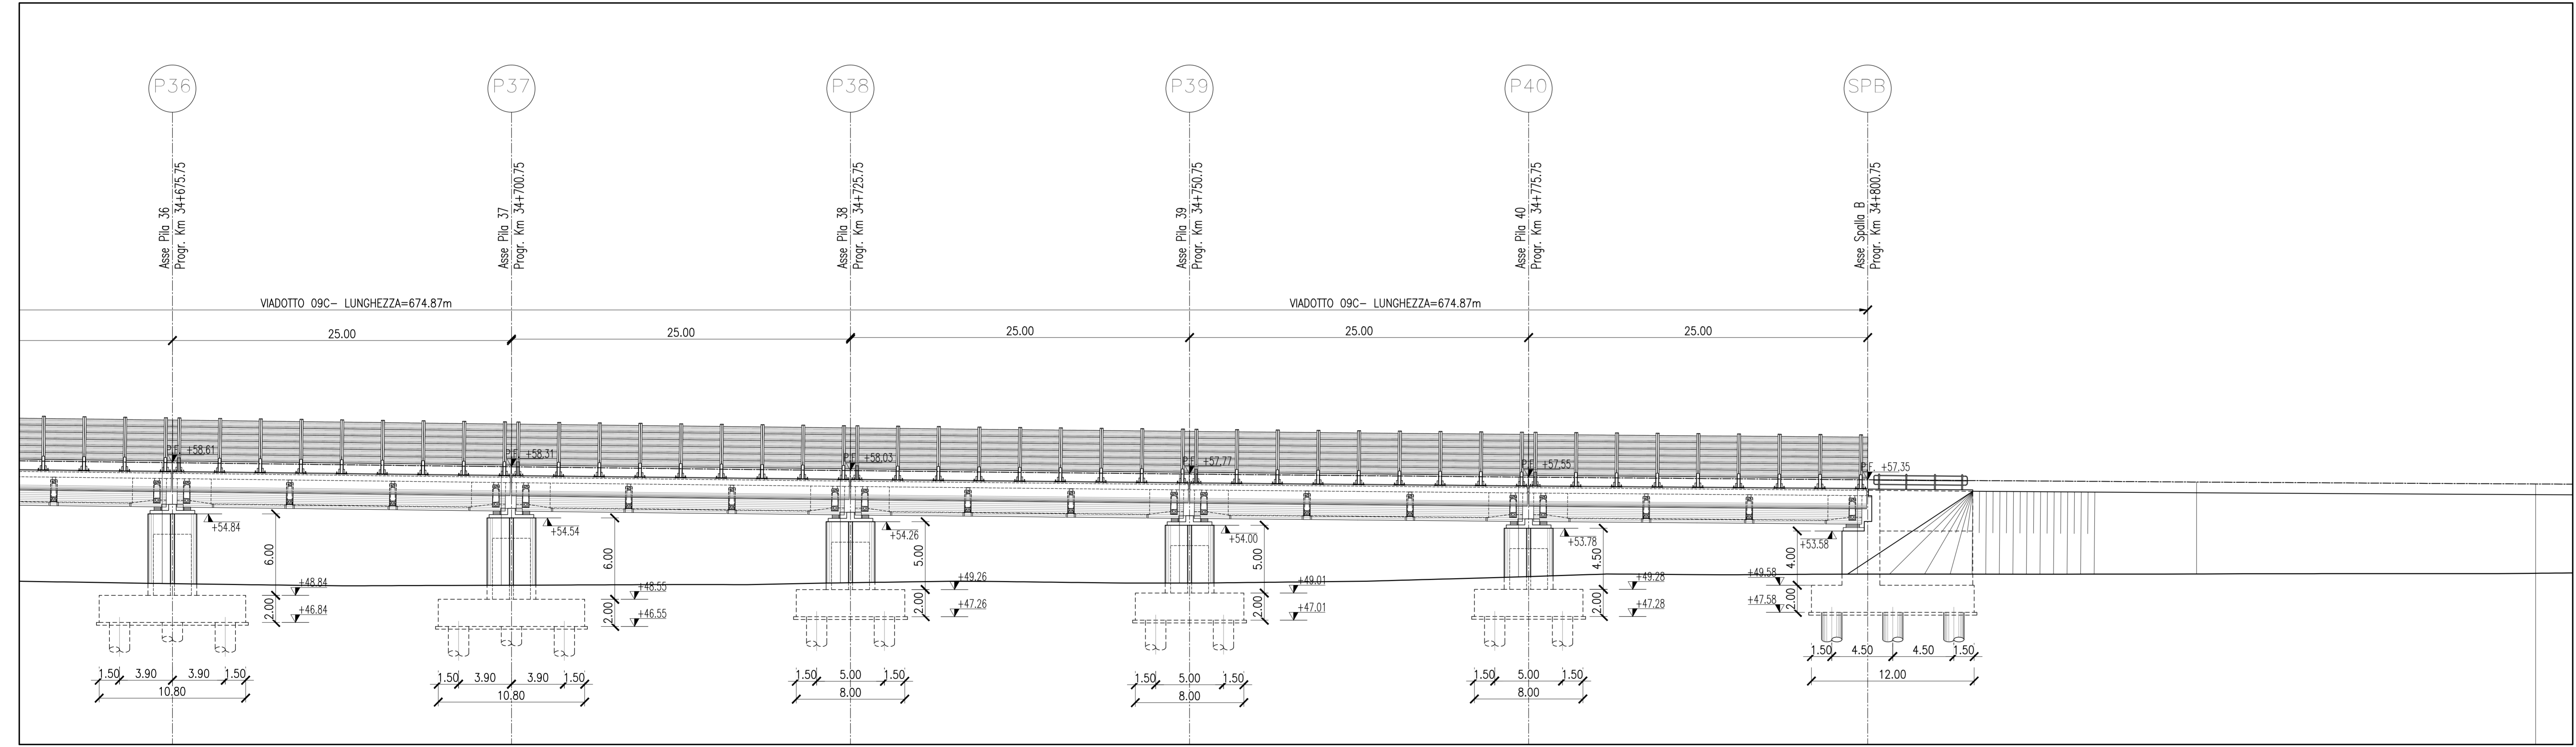 P36
P37
P38
P39
P40
SPB
Asse Pila 36
Progr. Km 34+675.75
Asse Pila 37
Progr. Km 34+700.75
Asse Pila 38
Progr. Km 34+725.75
Asse Pila 39
Progr. Km 34+750.75
Asse Pila 40
Progr. Km 34+775.75
Asse Spalla B
Progr. Km 34+800.75
VIADOTTO 09C- LUNGHEZZA=674.87m
VIADOTTO 09C- LUNGHEZZA=674.87m
25.00
25.00
25.00
25.00
25.00
P.F. +58.61
P.F. +58.31
P.F. +58.03
P.F. +57,77
P.F. +57,55
P.F. +57,35
+54.84
+54.54
+54.26
+54.00
+53.78
+53.58
6.00
6.00
5.00
5.00
4.50
4.00
+48.84
+48.55
+49.26
+49.01
+49.28
+49.58
2.00
2.00
2.00
2.00
2.00
2.00
+46.84
+46.55
+47.26
+47.01
+47.28
+47.58
1.50 3.90 3.90 1.50
10.80
1.50 3.90 3.90 1.50
10.80
1.50 5.00 1.50
8.00
1.50 5.00 1.50
8.00
1.50 5.00 1.50
8.00
1.50 4.50 4.50 1.50
12.00